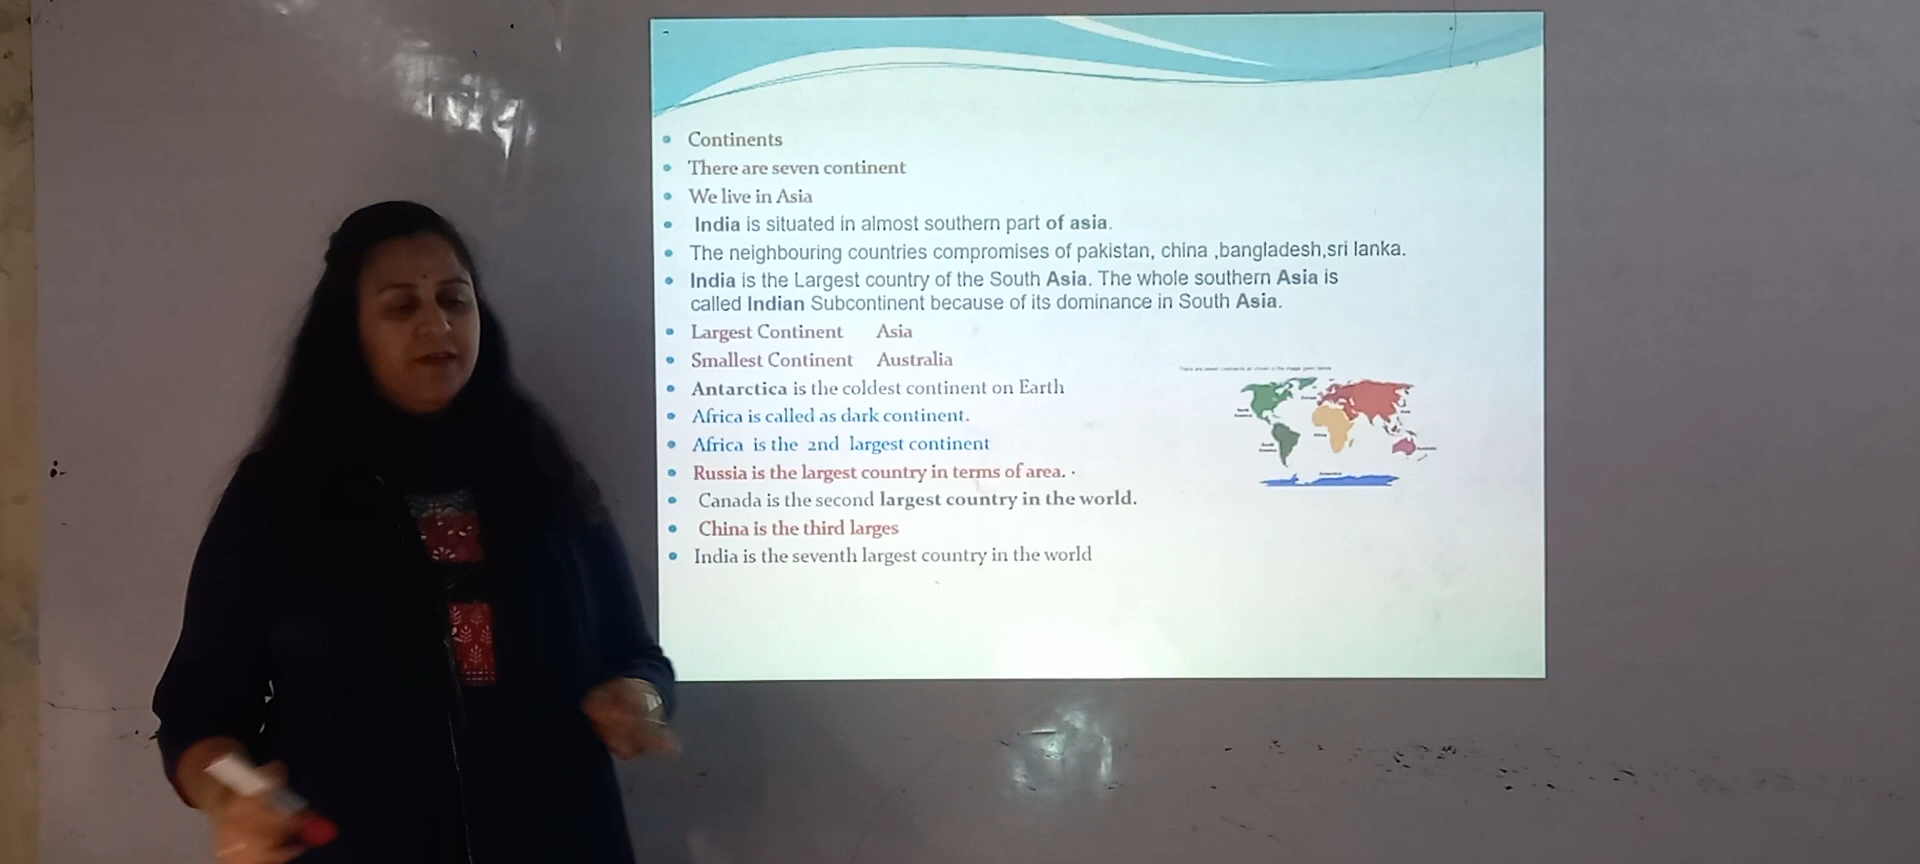 Continents
There are seven continent
We live in Asia
India is situated in almost southern part of asia.
The neighbouring countries compromises of pakistan, china ,bangladesh,sri lanka.
India is the Largest country of the South Asia. The whole southern Asia is
called Indian Subcontinent because of its dominance in South Asia.
Largest Continent Asia
Smallest Continent Australia
Antarctica is the coldest continent on Earth
Africa is called as dark continent.
Africa is the 2nd largest continent
Russia is the largest country in terms of area. ·
Canada is the second largest country in the world.
China is the third larges
India is the seventh largest country in the world